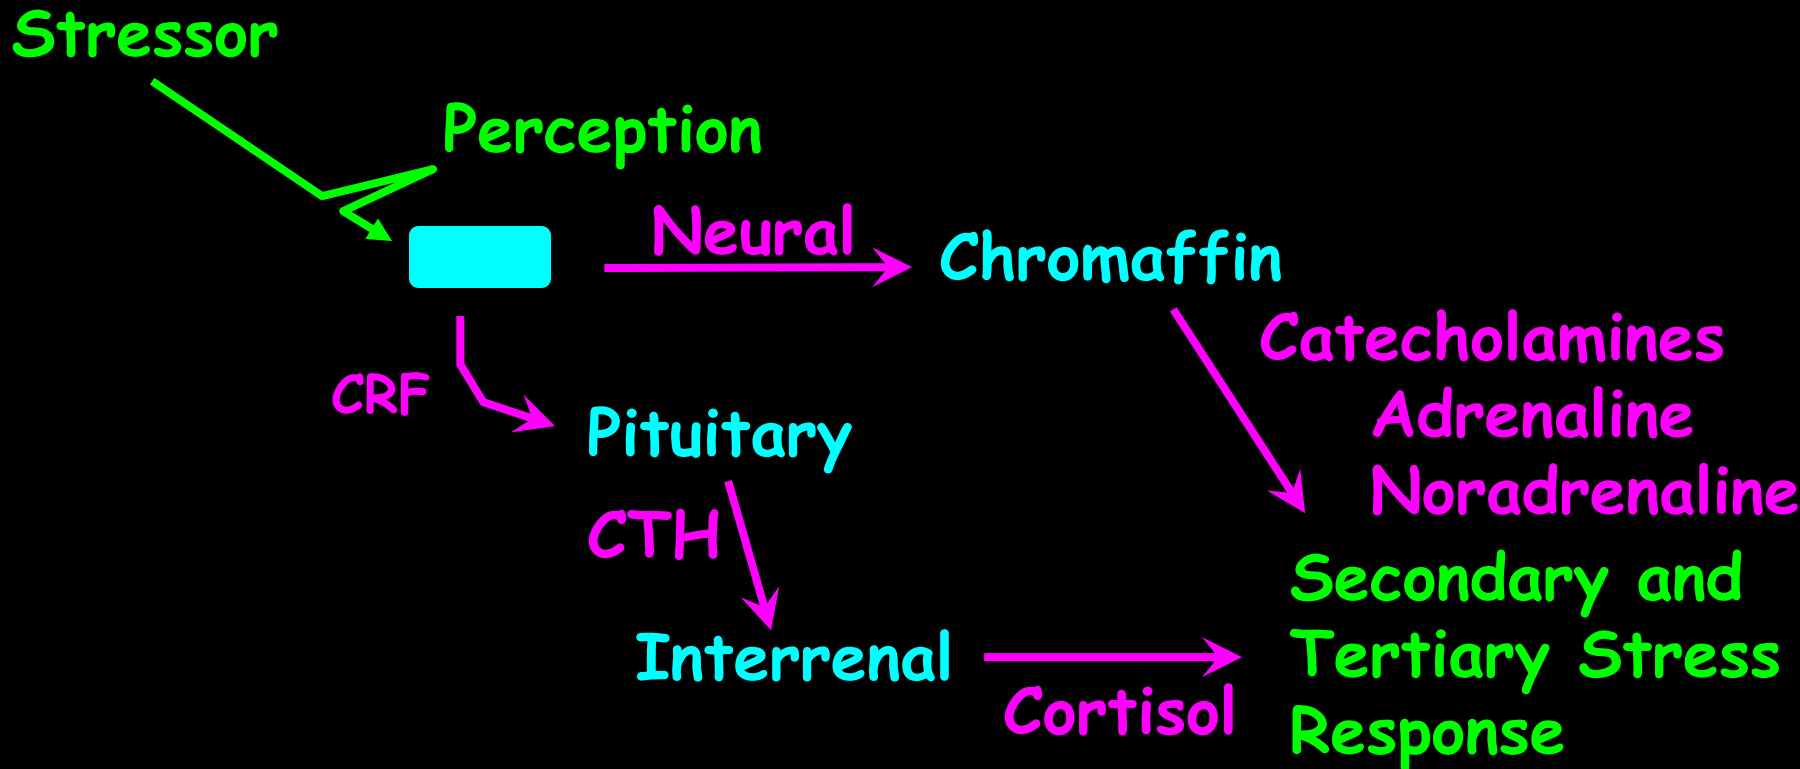 Stressor
Perception
Neural
Chromaffin
Catecholamines
Adrenaline
Noradrenaline
CRF
Pituitary
CTH
Interrenal
Cortisol
Secondary and
Tertiary Stress
Response